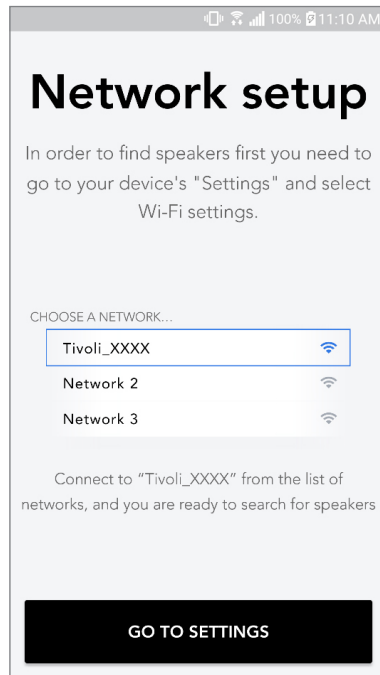 100% 11:10 AM
Network setup
In order to find speakers first you need to
go to your device's "Settings" and select
Wi-Fi settings.
CHOOSE A NETWORK...
Tivoli_XXXX
Network 2
Network 3
Connect to “Tivoli_XXXX” from the list of
networks, and you are ready to search for speakers
GO TO SETTINGS